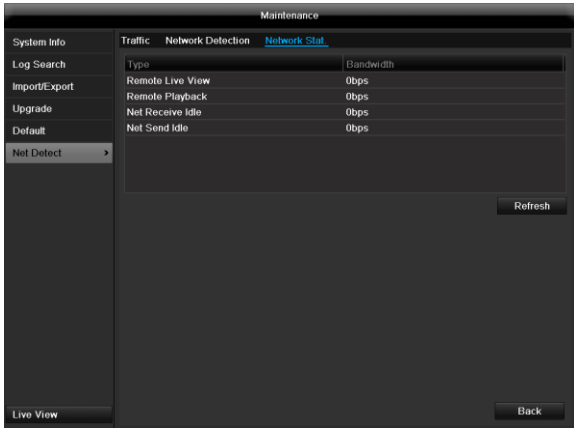 Maintenance
System Info
Log Search
Import/Export
Upgrade
Default
Net Detect >
Live View
Traffic Network Detection Network Stat.
Type Bandwidth
Remote Live View 0bps
Remote Playback 0bps
Net Receive Idle 0bps
Net Send Idle 0bps
Refresh
Back